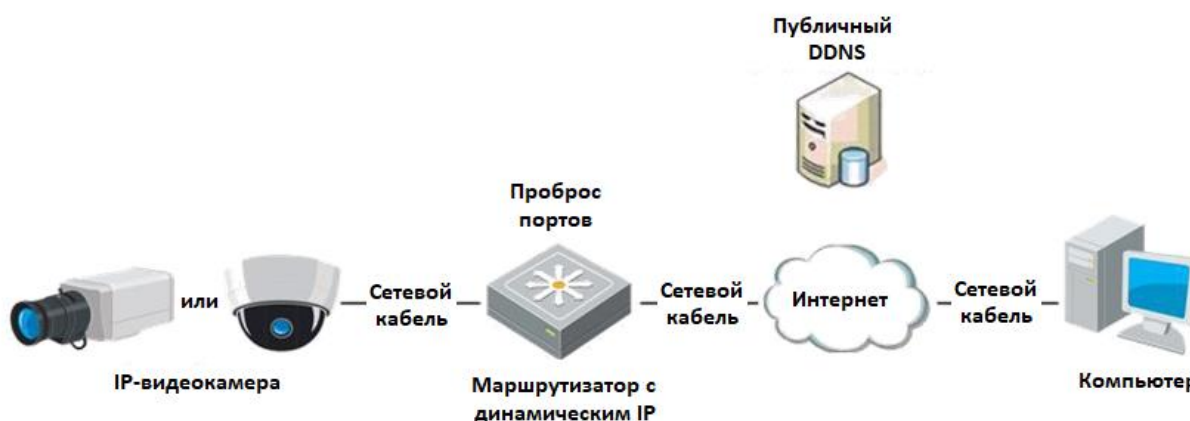 Публичный
DDNS
Проброс
портов
или
Сетевой
кабель
Сетевой
кабель
Интернет
Сетевой
кабель
IP-видеокамера
Маршрутизатор с
динамическим IP
Компьютер